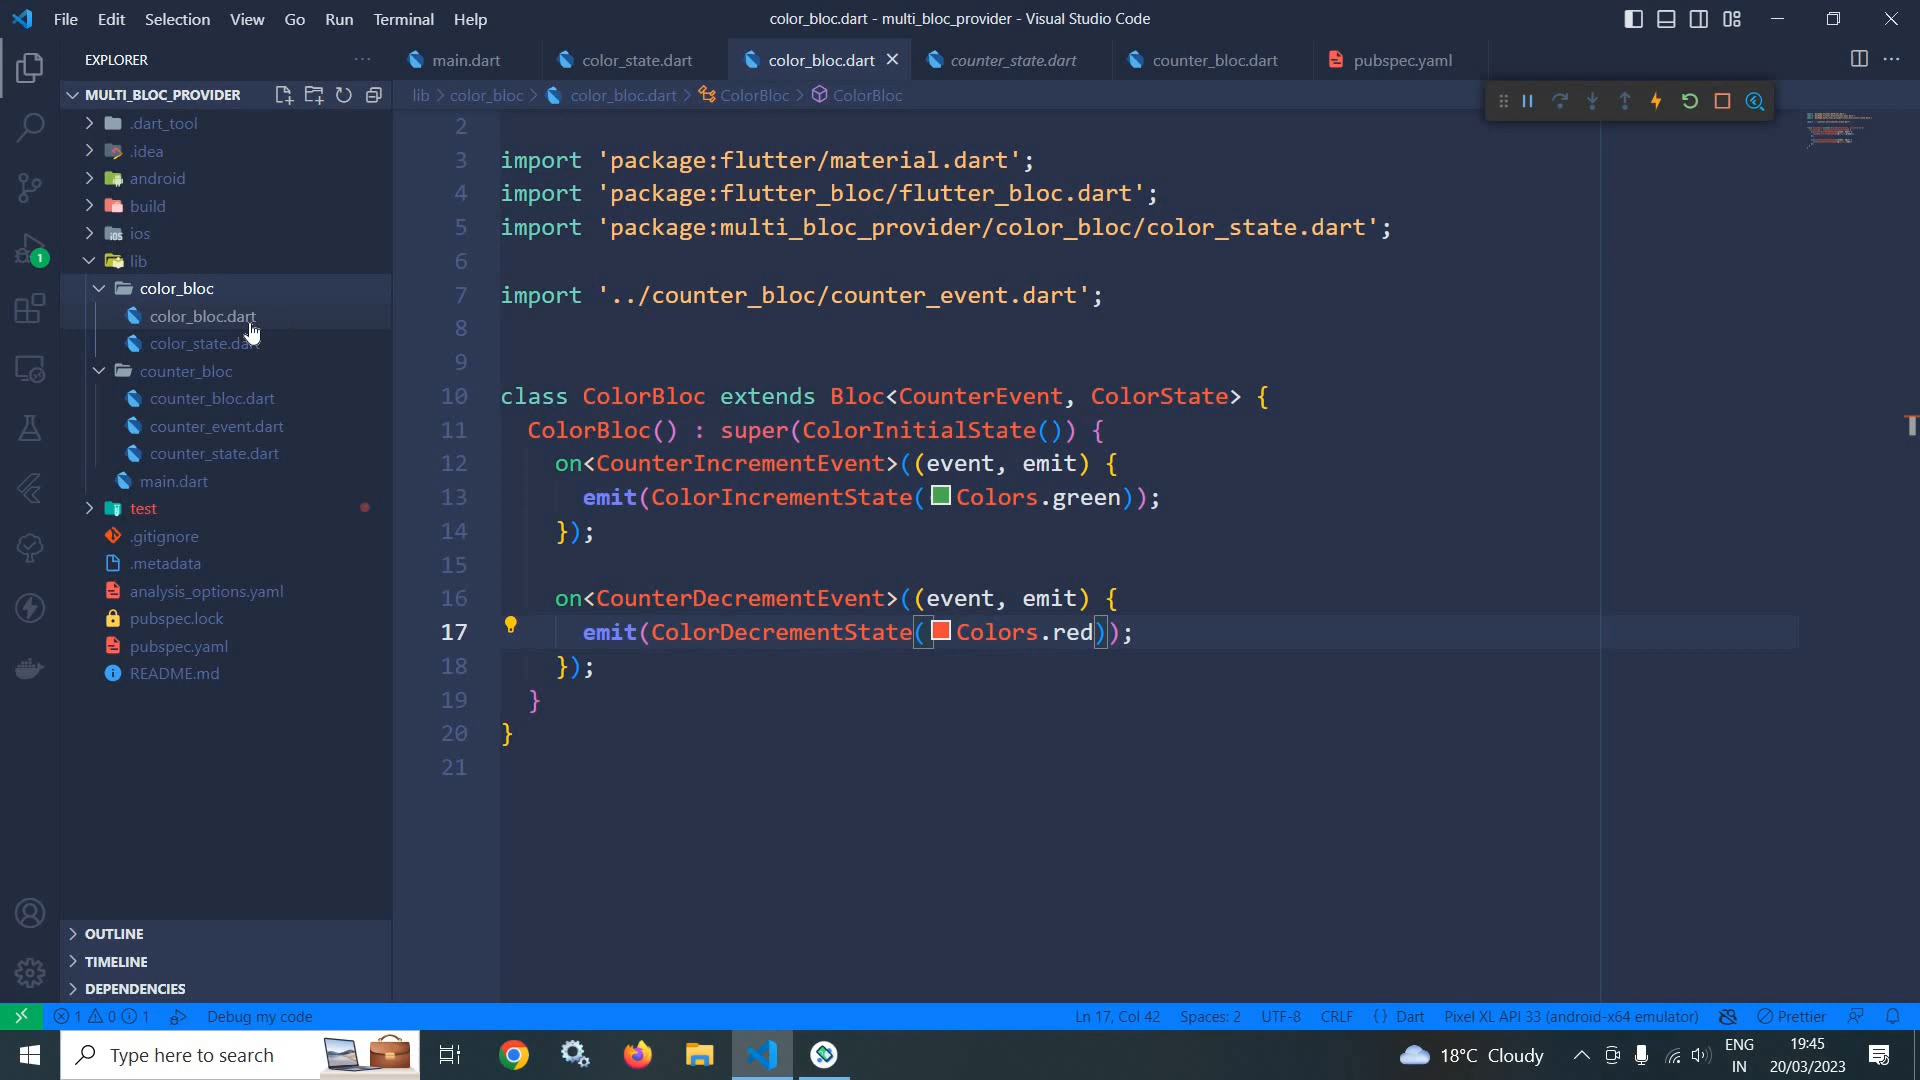 File Edit Selection View Go Run Terminal Help
color_bloc.dart - multi_bloc_provider - Visual Studio Code
EXPLORER
main.dart
color_state.dart
color_bloc.dart
counter_state.dart
counter_bloc.dart
pubspec.yaml
MULTI_BLOC_PROVIDER
lib > color_bloc > color_bloc.dart > ColorBloc > ColorBloc
.dart_tool
.idea
android
build
ios
lib
color_bloc
color_bloc.dart
color_state.dart
counter_bloc
counter_bloc.dart
counter_event.dart
counter_state.dart
main.dart
test
.gitignore
.metadata
analysis_options.yaml
pubspec.lock
pubspec.yaml
README.md
OUTLINE
TIMELINE
DEPENDENCIES
1
2
3 import 'package:flutter/material.dart';
4 import 'package:flutter_bloc/flutter_bloc.dart';
5 import 'package:multi_bloc_provider/color_bloc/color_state.dart';
6
7 import '../counter_bloc/counter_event.dart';
8
9
10 class ColorBloc extends Bloc<CounterEvent, ColorState> {
11 ColorBloc() : super(ColorInitialState()) {
12 on<CounterIncrementEvent>((event, emit) {
13 emit(ColorIncrementState(Colors.green));
14 });
15
16 on<CounterDecrementEvent>((event, emit) {
17 emit(ColorDecrementState(Colors.red));
18 });
19 }
20 }
21
1 0 1 Debug my code
Ln 17, Col 42 Spaces: 2 UTF-8 CRLF {} Dart Pixel XL API 33 (android-x64 emulator) Prettier
Type here to search
18°C Cloudy
ENG
IN
19:45
20/03/2023